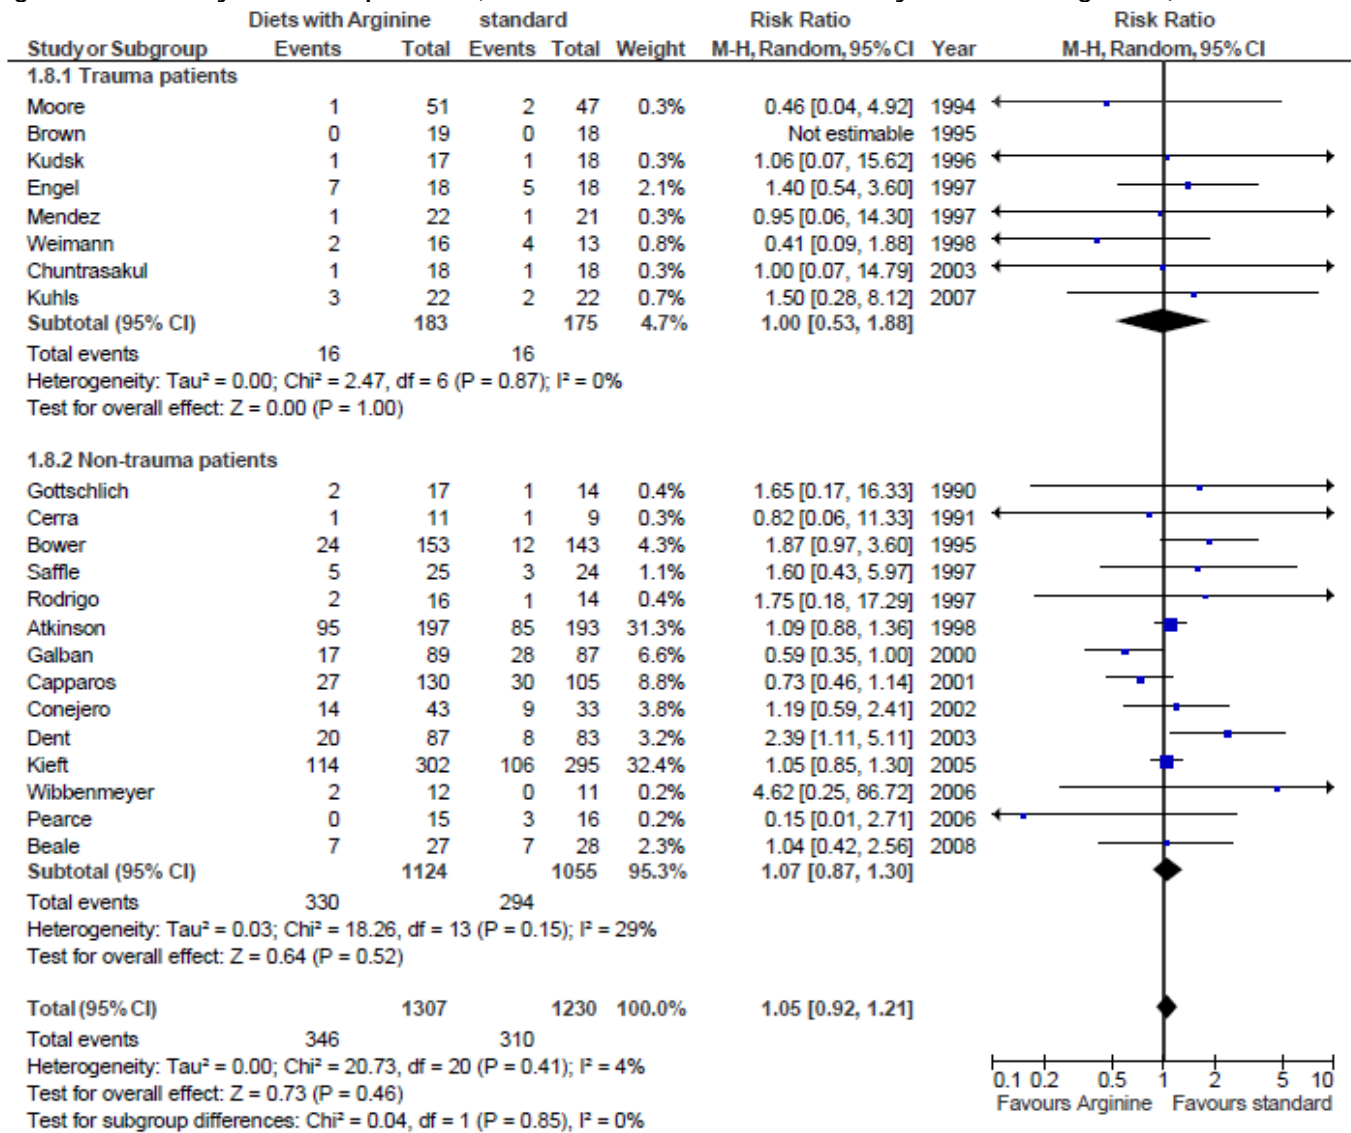 Diets with Arginine standard Risk Ratio Risk Ratio
Study or Subgroup Events Total Events Total Weight M-H, Random, 95% CI Year M-H, Random, 95% CI
1.8.1 Trauma patients
Moore 1 51 2 47 0.3% 0.46 [0.04, 4.92] 1994
Brown 0 19 0 18 Not estimable 1995
Kudsk 1 17 1 18 0.3% 1.06 [0.07, 15.62] 1996
Engel 7 18 5 18 2.1% 1.40 [0.54, 3.60] 1997
Mendez 1 22 1 21 0.3% 0.95 [0.06, 14.30] 1997
Weimann 2 16 4 13 0.8% 0.41 [0.09, 1.88] 1998
Chuntrasakul 1 18 1 18 0.3% 1.00 [0.07, 14.79] 2003
Kuhls 3 22 2 22 0.7% 1.50 [0.28, 8.12] 2007
Subtotal (95% CI) 183 175 4.7% 1.00 [0.53, 1.88]
Total events 16 16
Heterogeneity: Tau² = 0.00; Chi² = 2.47, df = 6 (P = 0.87); I² = 0%
Test for overall effect: Z = 0.00 (P = 1.00)
1.8.2 Non-trauma patients
Gottschlich 2 17 1 14 0.4% 1.65 [0.17, 16.33] 1990
Cerra 1 11 1 9 0.3% 0.82 [0.06, 11.33] 1991
Bower 24 153 12 143 4.3% 1.87 [0.97, 3.60] 1995
Saffle 5 25 3 24 1.1% 1.60 [0.43, 5.97] 1997
Rodrigo 2 16 1 14 0.4% 1.75 [0.18, 17.29] 1997
Atkinson 95 197 85 193 31.3% 1.09 [0.88, 1.36] 1998
Galban 17 89 28 87 6.6% 0.59 [0.35, 1.00] 2000
Capparos 27 130 30 105 8.8% 0.73 [0.46, 1.14] 2001
Conejero 14 43 9 33 3.8% 1.19 [0.59, 2.41] 2002
Dent 20 87 8 83 3.2% 2.39 [1.11, 5.11] 2003
Kieft 114 302 106 295 32.4% 1.05 [0.85, 1.30] 2005
Wibbenmeyer 2 12 0 11 0.2% 4.62 [0.25, 86.72] 2006
Pearce 0 15 3 16 0.2% 0.15 [0.01, 2.71] 2006
Beale 7 27 7 28 2.3% 1.04 [0.42, 2.56] 2008
Subtotal (95% CI) 1124 1055 95.3% 1.07 [0.87, 1.30]
Total events 330 294
Heterogeneity: Tau² = 0.03; Chi² = 18.26, df = 13 (P = 0.15); I² = 29%
Test for overall effect: Z = 0.64 (P = 0.52)
Total (95% CI) 1307 1230 100.0% 1.05 [0.92, 1.21]
Total events 346 310
Heterogeneity: Tau² = 0.00; Chi² = 20.73, df = 20 (P = 0.41); I² = 4%
Test for overall effect: Z = 0.73 (P = 0.46)
Test for subgroup differences: Chi² = 0.04, df = 1 (P = 0.85), I² = 0%
0.1 0.2 0.5 1 2 5 10
Favours Arginine Favours standard